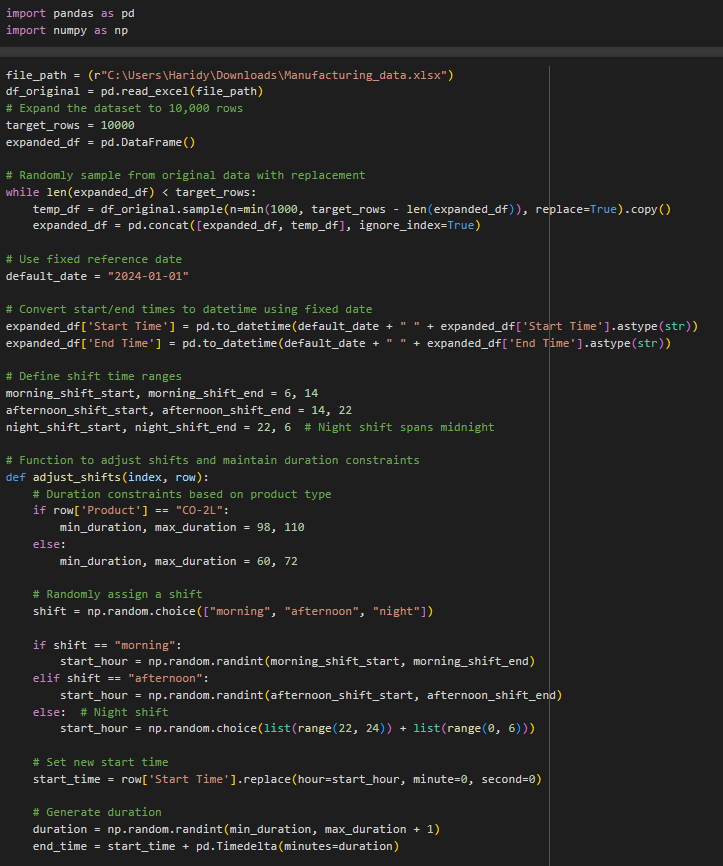 import pandas as pd
import numpy as np
file_path = (r"C:\Users\Haridy\Downloads\Manufacturing_data.xlsx")
df_original = pd.read_excel(file_path)
# Expand the dataset to 10,000 rows
target_rows = 10000
expanded_df = pd.DataFrame()
# Randomly sample from original data with replacement
while len(expanded_df) < target_rows:
    temp_df = df_original.sample(n=min(1000, target_rows - len(expanded_df)), replace=True).copy()
    expanded_df = pd.concat([expanded_df, temp_df], ignore_index=True)
# Use fixed reference date
default_date = "2024-01-01"
# Convert start/end times to datetime using fixed date
expanded_df['Start Time'] = pd.to_datetime(default_date + " " + expanded_df['Start Time'].astype(str))
expanded_df['End Time'] = pd.to_datetime(default_date + " " + expanded_df['End Time'].astype(str))
# Define shift time ranges
morning_shift_start, morning_shift_end = 6, 14
afternoon_shift_start, afternoon_shift_end = 14, 22
night_shift_start, night_shift_end = 22, 6  # Night shift spans midnight
# Function to adjust shifts and maintain duration constraints
def adjust_shifts(index, row):
    # Duration constraints based on product type
    if row['Product'] == "CO-2L":
        min_duration, max_duration = 98, 110
    else:
        min_duration, max_duration = 60, 72
    # Randomly assign a shift
    shift = np.random.choice(["morning", "afternoon", "night"])
    if shift == "morning":
        start_hour = np.random.randint(morning_shift_start, morning_shift_end)
    elif shift == "afternoon":
        start_hour = np.random.randint(afternoon_shift_start, afternoon_shift_end)
    else:  # Night shift
        start_hour = np.random.choice(list(range(22, 24)) + list(range(0, 6)))
    # Set new start time
    start_time = row['Start Time'].replace(hour=start_hour, minute=0, second=0)
    # Generate duration
    duration = np.random.randint(min_duration, max_duration + 1)
    end_time = start_time + pd.Timedelta(minutes=duration)